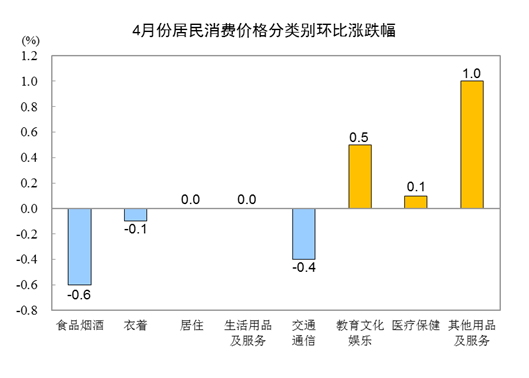 4月份居民消费价格分类别环比涨跌幅
(%)
1.2
1.0
0.8
0.6
0.4
0.2
0.0
-0.2
-0.4
-0.6
-0.8
-0.6
-0.1
0.0
0.0
-0.4
0.5
0.1
1.0
食品烟酒
衣着
居住
生活用品
及服务
交通
通信
教育文化
娱乐
医疗保健
其他用品
及服务